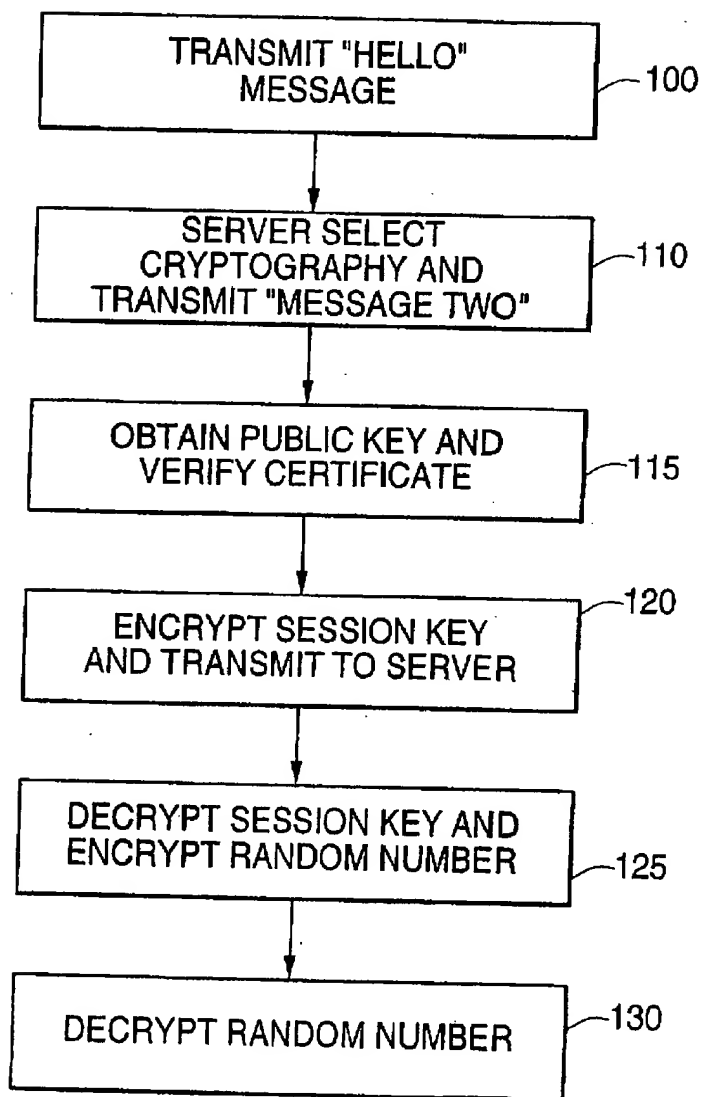 TRANSMIT "HELLO"
MESSAGE
100
SERVER SELECT
CRYPTOGRAPHY AND
TRANSMIT "MESSAGE TWO"
110
OBTAIN PUBLIC KEY AND
VERIFY CERTIFICATE
115
ENCRYPT SESSION KEY
AND TRANSMIT TO SERVER
120
DECRYPT SESSION KEY AND
ENCRYPT RANDOM NUMBER
125
DECRYPT RANDOM NUMBER
130